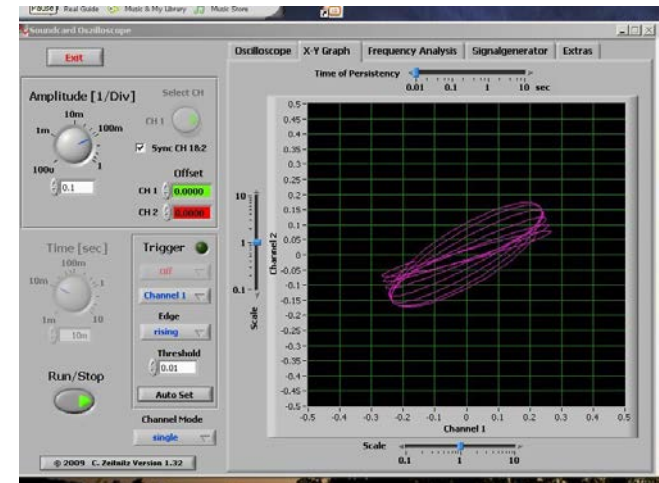 Pause Real Guide Music & My Library Music Store
Soundcard Oszilloscope
Exit
Oscilloscope X-Y Graph Frequency Analysis Signalgenerator Extras
Time of Persistency
0.01 0.1 1 10 sec
Amplitude [1/Div]
Select CH
10m
1m
100m
100u
1
0.1
CH 1
Sync CH 1&2
Offset
CH 1 0.0000
CH 2 0.0000
Time [sec]
100m
10m
.1
1m
10
10m
Trigger
Off
Channel 1
Edge
rising
Threshold
0.01
Auto Set
Run/Stop
Channel Mode
single
© 2009 C. Zeitnitz Version 1.32
10
1
0.1
Scale
Channel 2
0.5
0.45
0.4
0.35
0.3
0.25
0.2
0.15
0.1
0.05
0
-0.05
-0.1
-0.15
-0.2
-0.25
-0.3
-0.35
-0.4
-0.45
-0.5
-0.5 -0.4 -0.3 -0.2 -0.1 0 0.1 0.2 0.3 0.4 0.5
Channel 1
Scale
0.1 1 10